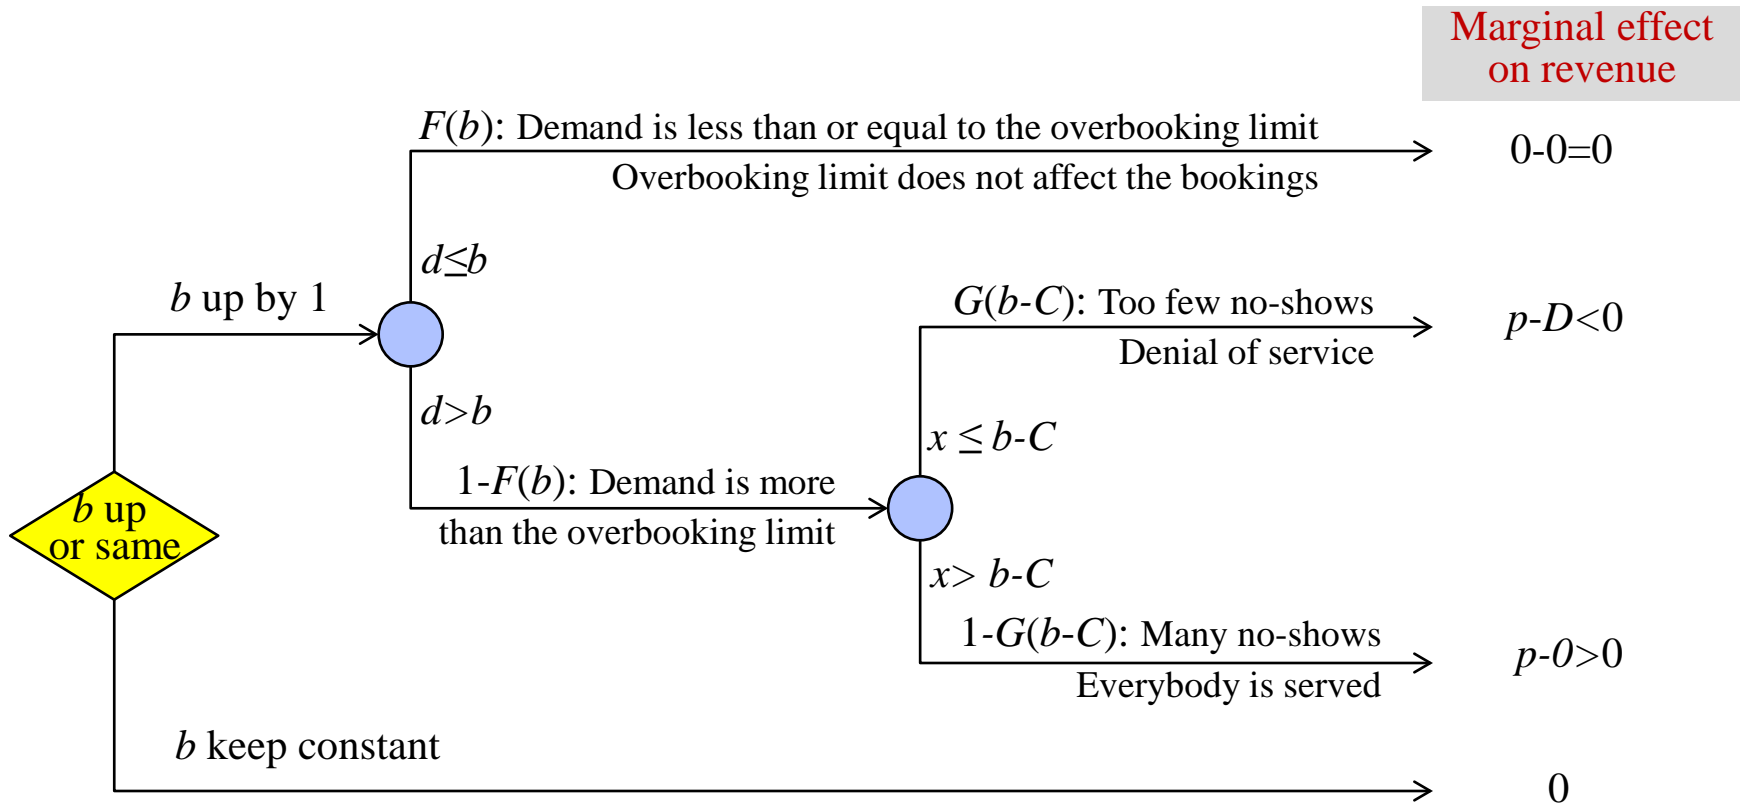 Marginal effect
on revenue
F(b): Demand is less than or equal to the overbooking limit
0-0=0
Overbooking limit does not affect the bookings
d≤b
b up by 1
G(b-C): Too few no-shows
p-D<0
Denial of service
d>b
x ≤ b-C
1-F(b): Demand is more
than the overbooking limit
b up
or same
x> b-C
1-G(b-C): Many no-shows
p-0>0
Everybody is served
b keep constant
0